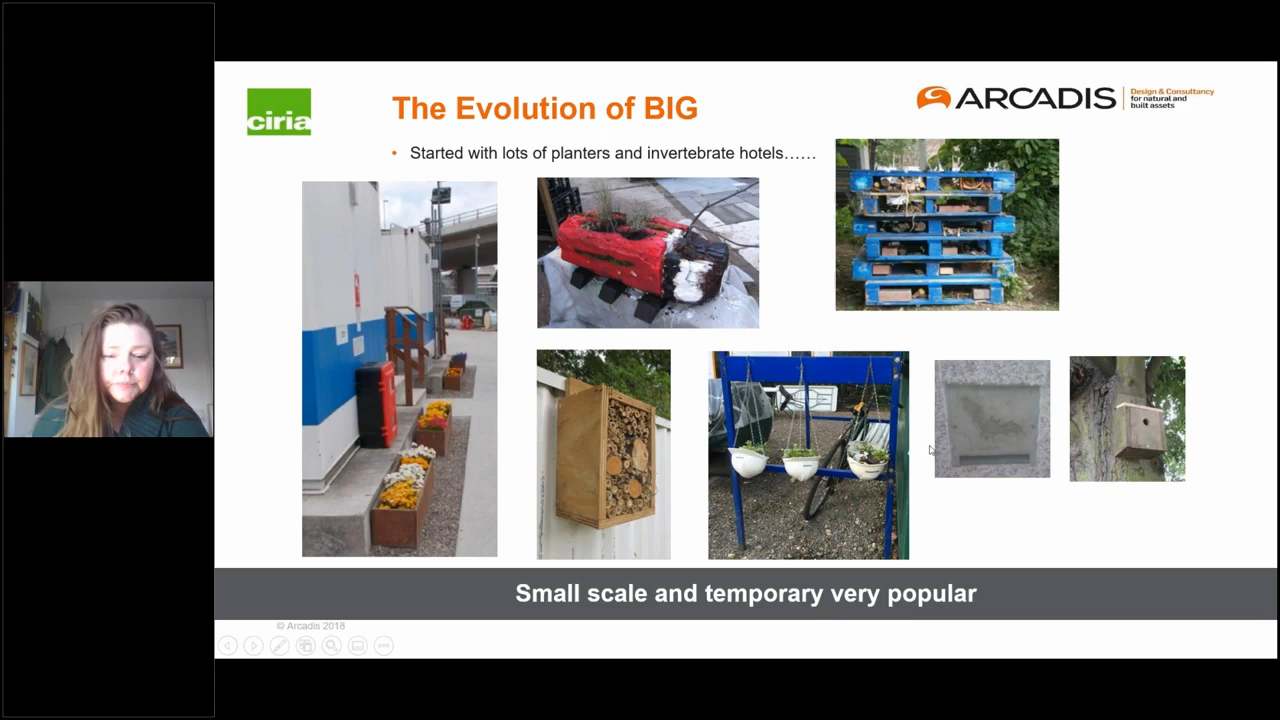 ciria
The Evolution of BIG
ARCADIS
Design & Consultancy
for natural and
built assets
• Started with lots of planters and invertebrate hotels……
Small scale and temporary very popular
© Arcadis 2018